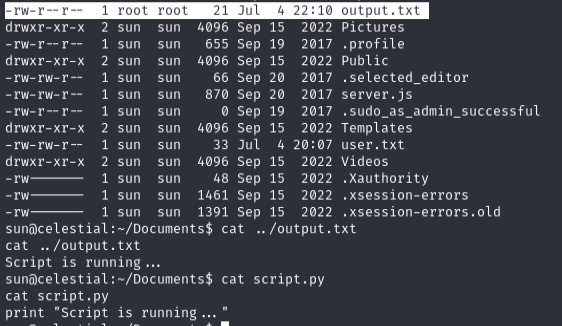 -rw-r--r-- 1 root root 21 Jul 4 22:10 output.txt
drwxr-xr-x 2 sun sun 4096 Sep 15 2022 Pictures
-rw-r--r-- 1 sun sun 655 Sep 19 2017 .profile
drwxr-xr-x 2 sun sun 4096 Sep 15 2022 Public
-rw-rw-r-- 1 sun sun 66 Sep 20 2017 .selected_editor
-rw-rw-r-- 1 sun sun 870 Sep 20 2017 server.js
-rw-r--r-- 1 sun sun 0 Sep 19 2017 .sudo_as_admin_successful
drwxr-xr-x 2 sun sun 4096 Sep 15 2022 Templates
-rw-rw-r-- 1 sun sun 33 Jul 4 20:07 user.txt
drwxr-xr-x 2 sun sun 4096 Sep 15 2022 Videos
-rw------- 1 sun sun 48 Sep 15 2022 .Xauthority
-rw------- 1 sun sun 1461 Sep 15 2022 .xsession-errors
-rw------- 1 sun sun 1391 Sep 15 2022 .xsession-errors.old
sun@celestial:~/Documents$ cat ../output.txt
cat ../output.txt
Script is running...
sun@celestial:~/Documents$ cat script.py
cat script.py
print "Script is running..."
sun@celestial:~/Documents$